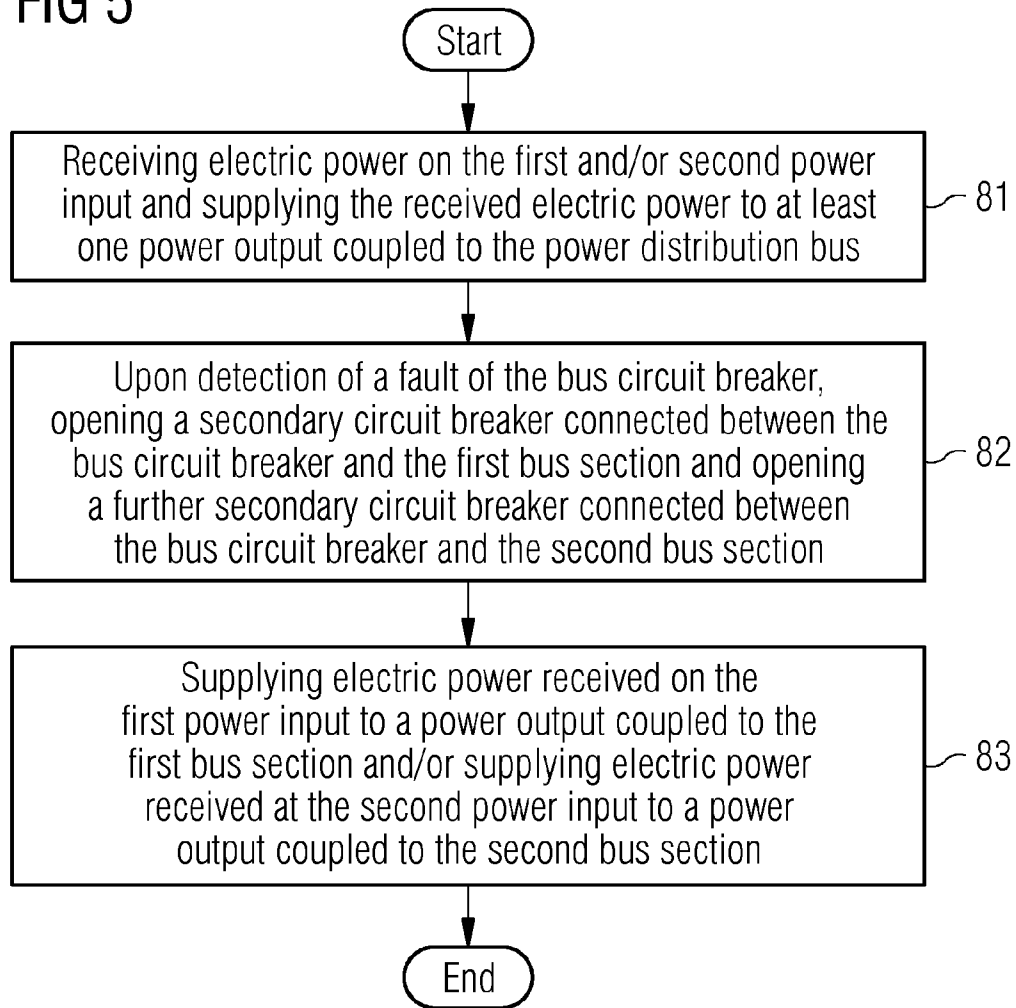 FIG 5
Start
Receiving electric power on the first and/or second power
input and supplying the received electric power to at least
one power output coupled to the power distribution bus
81
Upon detection of a fault of the bus circuit breaker,
opening a secondary circuit breaker connected between the
bus circuit breaker and the first bus section and opening
a further secondary circuit breaker connected between
the bus circuit breaker and the second bus section
82
Supplying electric power received on the
first power input to a power output coupled to the
first bus section and/or supplying electric power
received at the second power input to a power
output coupled to the second bus section
83
End